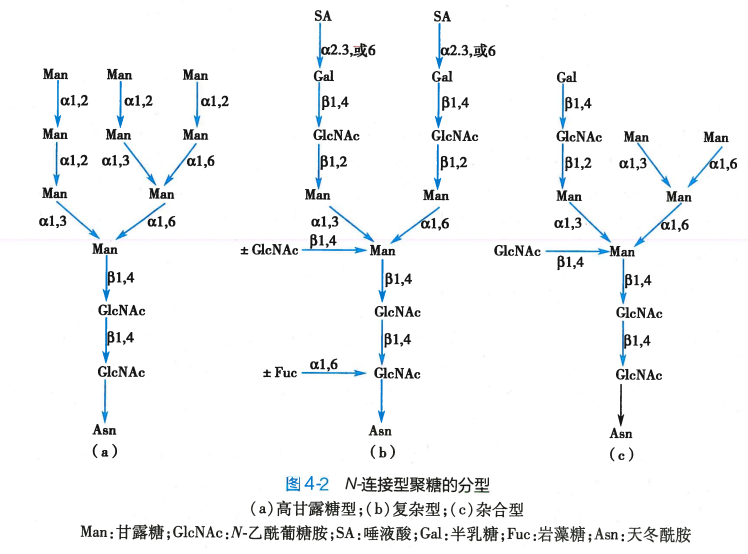 SA SA
α2.3,或6 α2.3,或6
Man Man Man Gal Gal Gal
α1,2 α1,2 α1,2 β1,4 β1,4 β1,4
Man Man Man GlcNAc GlcNAc GlcNAc Man Man
α1,2 α1,3 α1,6 β1,2 β1,2 β1,2 α1,3 α1,6
Man Man Man Man Man Man
α1,3 α1,6 α1,3 α1,6 α1,3 α1,6
Man ± GlcNAc β1,4 Man GlcNAc β1,4 Man
β1,4 β1,4 β1,4
GlcNAc GlcNAc GlcNAc
β1,4 β1,4 β1,4
GlcNAc ± Fuc α1,6 GlcNAc GlcNAc
Asn Asn Asn
(a) (b) (c)
图4-2 N-连接型聚糖的分型
(a)高甘露糖型;(b)复杂型;(c)杂合型
Man:甘露糖;GlcNAc:N-乙酰葡糖胺;SA:唾液酸;Gal:半乳糖;Fuc:岩藻糖;Asn:天冬酰胺